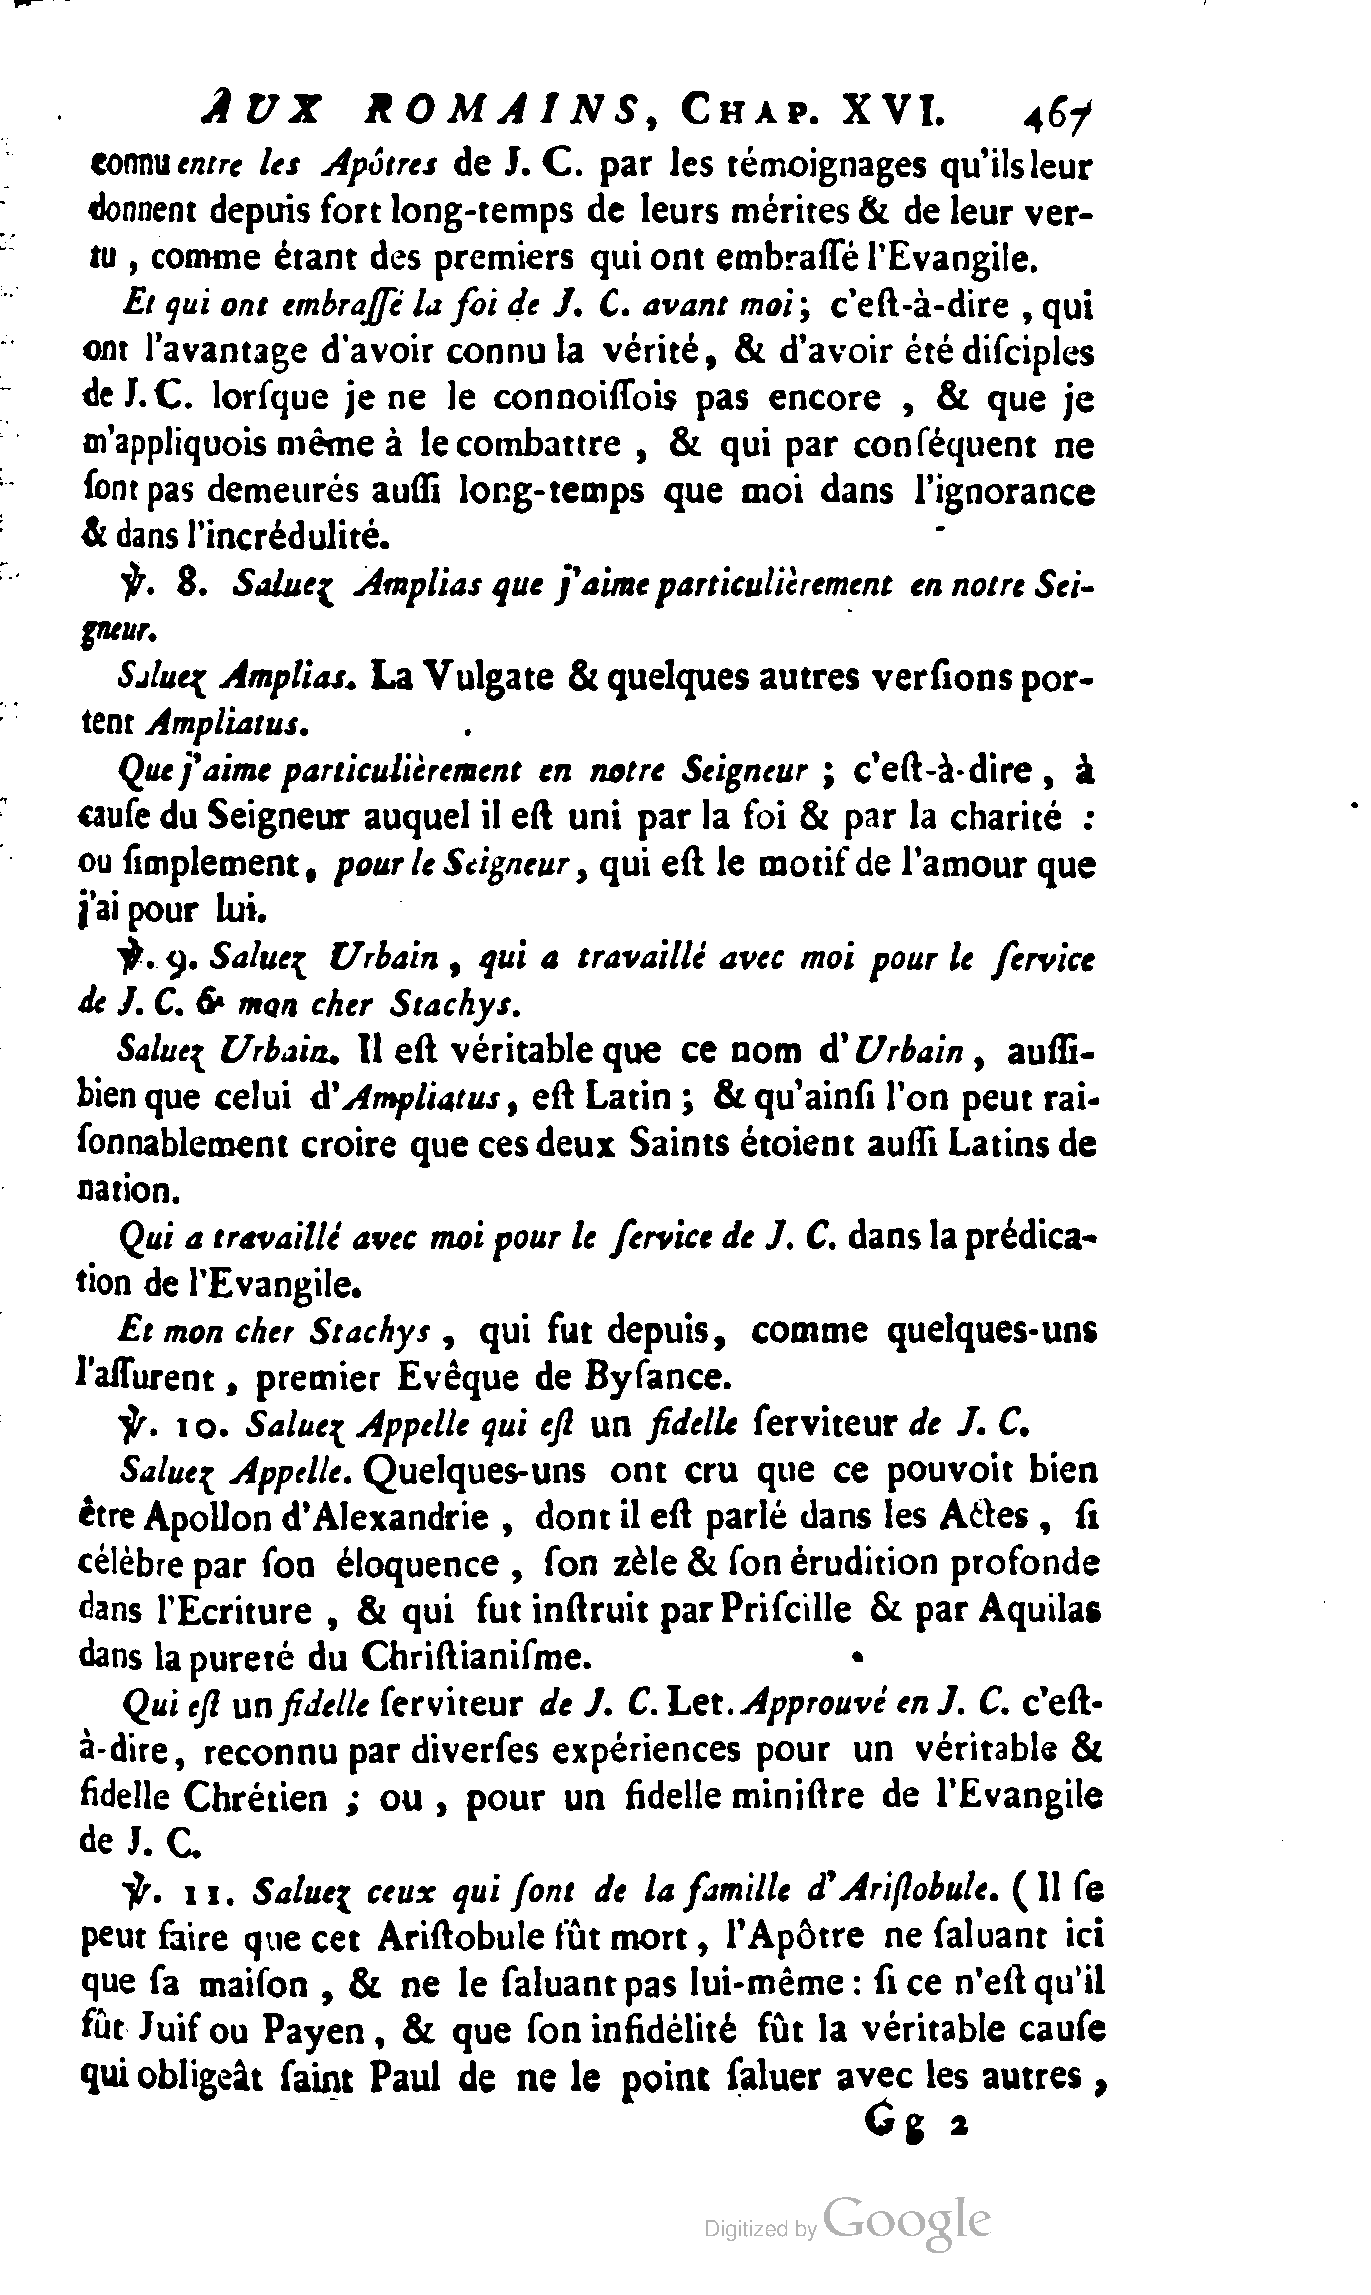 AUX ROMAINS, CHAP. XVI. 467
connu entre les Apôtres de J. C. par les témoignages qu'ils leur
donnent depuis fort long-temps de leurs mérites & de leur ver-
tu , comme étant des premiers qui ont embraſſé l'Evangile.
Et qui ont embraſſé la foi de J. C. avant moi ; c'eſt-à-dire , qui
ont l'avantage d'avoir connu la vérité, & d'avoir été diſciples
de J. C. lorſque je ne le connoiſſois pas encore , & que je
m'appliquois même à le combattre , & qui par conſéquent ne
ſont pas demeurés auſſi long-temps que moi dans l'ignorance
& dans l'incrédulité.
℣. 8. Saluez Amplias que j'aime particulièrement en notre Sei-
gneur.
Saluez Amplias. La Vulgate & quelques autres verſions por-
tent Ampliatus.
Que j'aime particulièrement en notre Seigneur ; c'eſt-à-dire , à
cauſe du Seigneur auquel il eſt uni par la foi & par la charité :
ou ſimplement, pour le Seigneur , qui eſt le motif de l'amour que
j'ai pour lui.
℣. 9. Saluez Urbain , qui a travaillé avec moi pour le ſervice
de J. C. & mon cher Stachys.
Saluez Urbain. Il eſt véritable que ce nom d'Urbain , auſſi-
bien que celui d'Ampliatus, eſt Latin ; & qu'ainſi l'on peut rai-
ſonnablement croire que ces deux Saints étoient auſſi Latins de
nation.
Qui a travaillé avec moi pour le ſervice de J. C. dans la prédica-
tion de l'Evangile.
Et mon cher Stachys , qui fut depuis, comme quelques-uns
l'aſſurent , premier Evêque de Byſance.
℣. 10. Saluez Appelle qui eſt un fidelle ſerviteur de J. C.
Saluez Appelle. Quelques-uns ont cru que ce pouvoit bien
être Apollon d'Alexandrie , dont il eſt parlé dans les Actes , ſi
célèbre par ſon éloquence , ſon zèle & ſon érudition profonde
dans l'Ecriture , & qui fut inſtruit par Priſcille & par Aquilas
dans la pureté du Chriſtianiſme.
Qui eſt un fidelle ſerviteur de J. C. Let. Approuvé en J. C. c'eſt-
à-dire, reconnu par diverſes expériences pour un véritable &
fidelle Chrétien ; ou , pour un fidelle miniſtre de l'Evangile
de J. C.
℣. 11. Saluez ceux qui ſont de la famille d'Ariſtobule. ( Il ſe
peut faire que cet Ariſtobule fût mort , l'Apôtre ne ſaluant ici
que ſa maiſon , & ne le ſaluant pas lui-même : ſi ce n'eſt qu'il
fût Juif ou Payen , & que ſon infidélité fût la véritable cauſe
qui obligeât ſaint Paul de ne le point ſaluer avec les autres ,
Gg 2
Digitized by Google